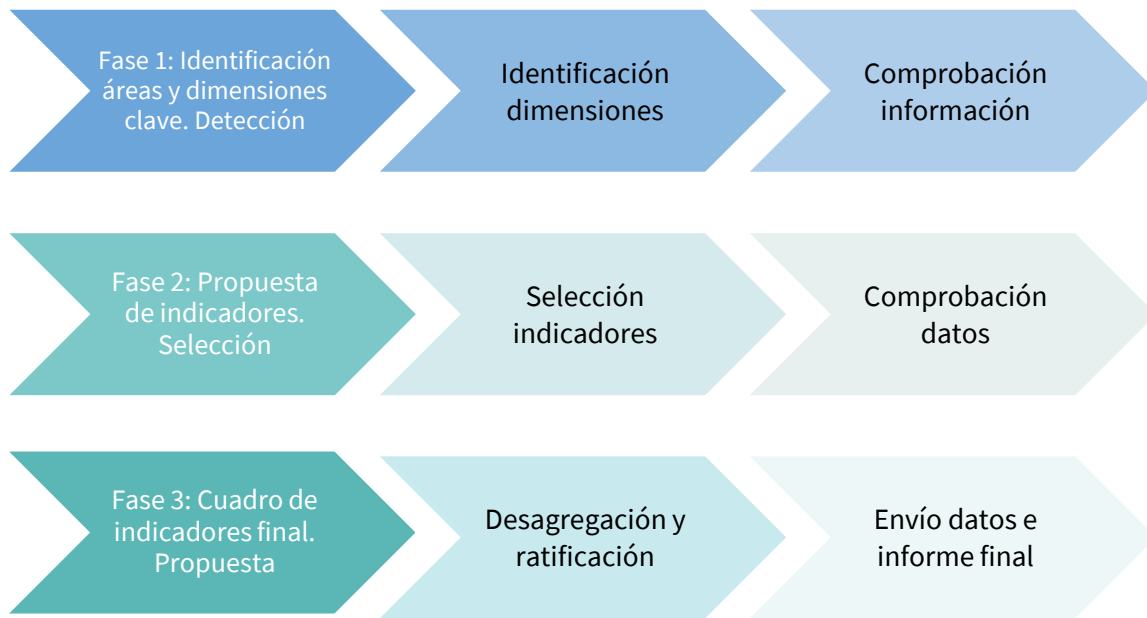 Fase 1: Identificación
áreas y dimensiones
clave. Detección
Identificación
dimensiones
Comprobación
información
Fase 2: Propuesta
de indicadores.
Selección
Selección
indicadores
Comprobación
datos
Fase 3: Cuadro de
indicadores final.
Propuesta
Desagregación y
ratificación
Envío datos e
informe final